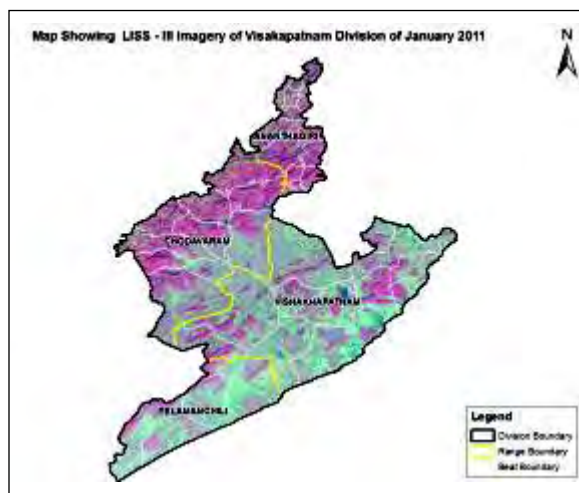 Map Showing LISS - III Imagery of Visakapatnam Division of January 2011
N
ANANTHAGIRI
CHODAVARAM
VISHAKHAPATNAM
YELAMANCHILI
Legend
Division Boundary
Range Boundary
Beat Boundary